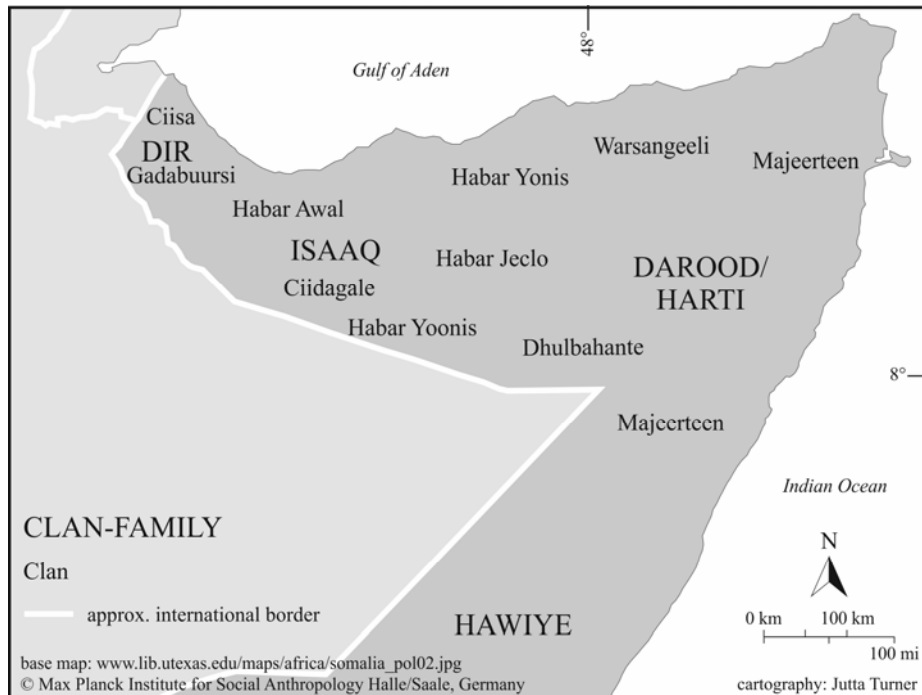 48°
Gulf of Aden
Ciisa
DIR
Gadabuursi
Habar Awal
ISAAQ
Ciidagale
Habar Yoonis
Habar Yonis
Habar Jeclo
Warsangeeli
Majeerteen
DAROOD/
HARTI
Dhulbahante
8°
Majeerteen
Indian Ocean
HAWIYE
CLAN-FAMILY
Clan
approx. international border
base map: www.lib.utexas.edu/maps/africa/somalia_pol02.jpg
© Max Planck Institute for Social Anthropology Halle/Saale, Germany
N
0 km 100 km
100 mi
cartography: Jutta Turner